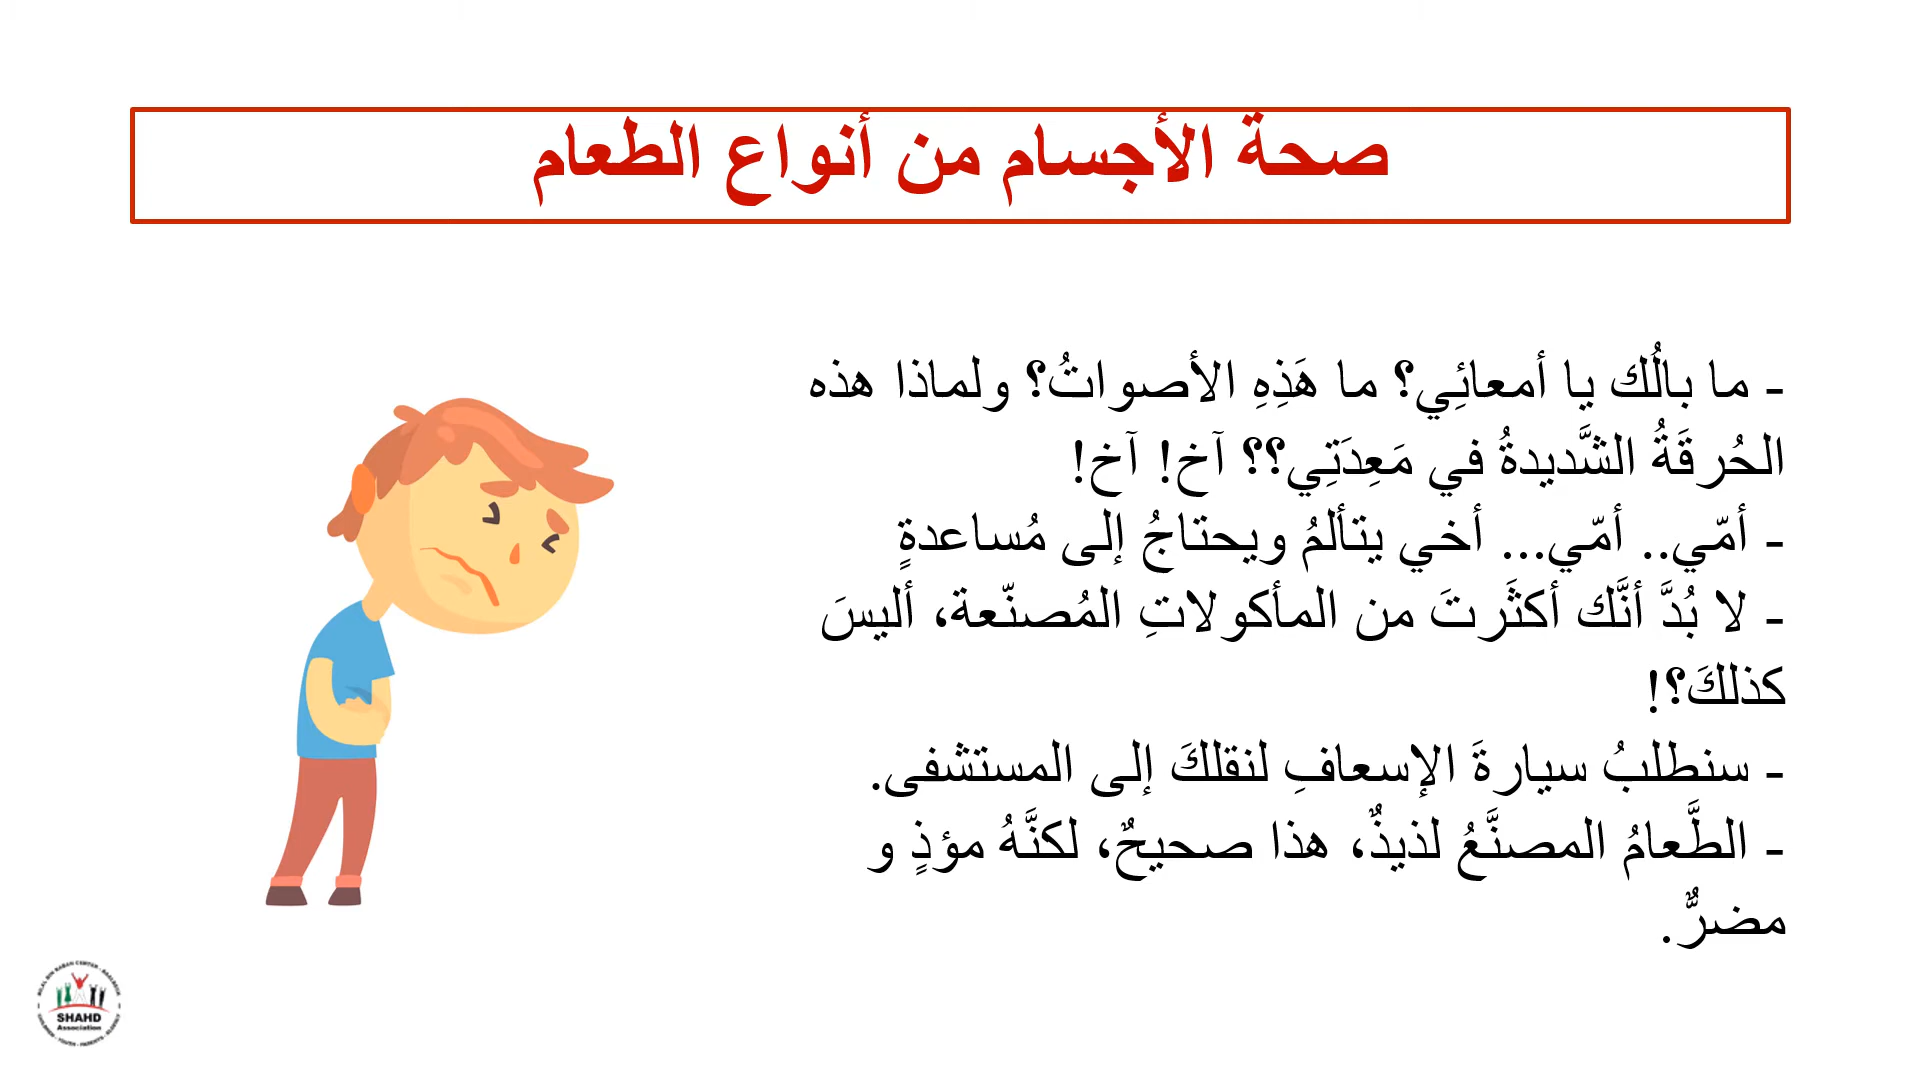 صحة الأجسام من أنواع الطعام
- ما بالُك يا أمعائِي؟ ما هَذِهِ الأصواتُ؟ ولماذا هذه
الحُرقَةُ الشَّديدةُ في مَعِدَتِي؟؟ آخ! آخ!
- أمّي.. أمّي... أخي يتألمُ ويحتاجُ إلى مُساعدةٍ
- لا بُدَّ أنَّك أكثَرتَ من المأكولاتِ المُصنّعة، أليسَ
كذلكَ؟!
- سنطلبُ سيارةَ الإسعافِ لنقلكَ إلى المستشفى.
- الطَّعامُ المصنَّعُ لذيذٌ، هذا صحيحٌ، لكنَّهُ مؤذٍ و
مضرٌّ.
SHAHD
Association